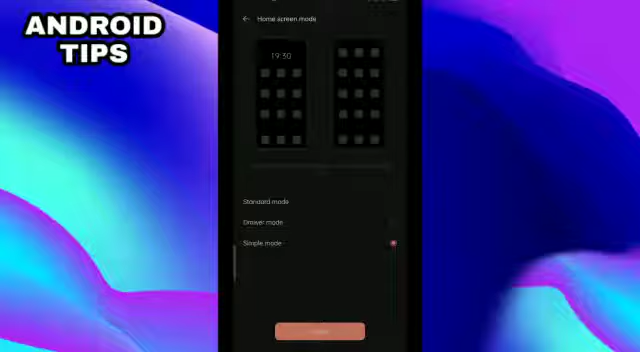 ANDROID
TIPS
Home screen mode
19:30
Standard mode
Drawer mode
Simple mode